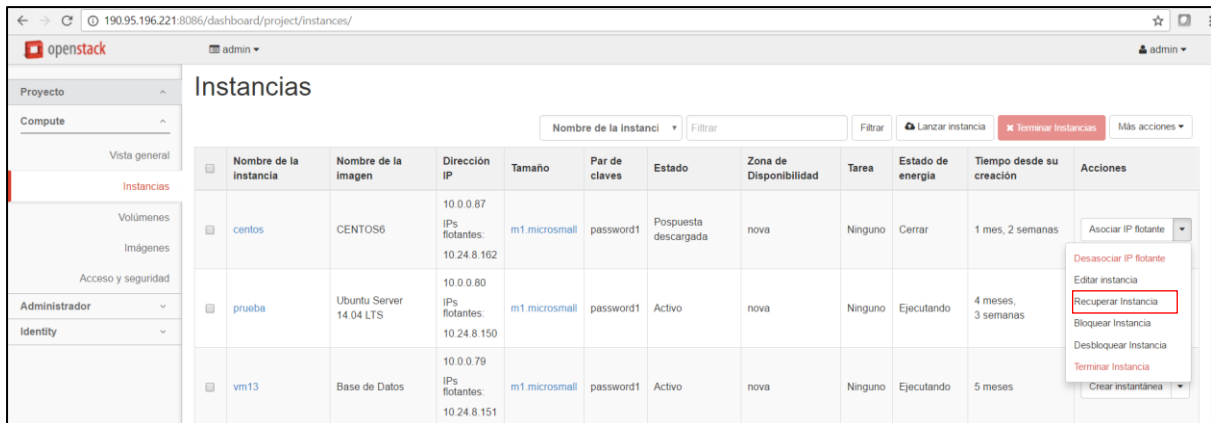 190.95.196.221:8086/dashboard/project/instances/
openstack
admin
admin
Proyecto
Compute
Vista general
Instancias
Volúmenes
Imágenes
Acceso y seguridad
Administrador
Identity
Instancias
Nombre de la instanci
Filtrar
Filtrar
Lanzar instancia
Terminar Instancias
Más acciones
Nombre de la
instancia
Nombre de la
imagen
Dirección
IP
Tamaño
Par de
claves
Estado
Zona de
Disponibilidad
Tarea
Estado de
energía
Tiempo desde su
creación
Acciones
centos
CENTOS6
10.0.0.87
IPs
flotantes:
10.24.8.162
m1.microsmall
password1
Pospuesta
descargada
nova
Ninguno
Cerrar
1 mes, 2 semanas
Asociar IP flotante
Desasociar IP flotante
Editar instancia
Recuperar Instancia
Bloquear Instancia
Desbloquear Instancia
Terminar Instancia
prueba
Ubuntu Server
14.04 LTS
10.0.0.80
IPs
flotantes:
10.24.8.150
m1.microsmall
password1
Activo
nova
Ninguno
Ejecutando
4 meses,
3 semanas
vm13
Base de Datos
10.0.0.79
IPs
flotantes:
10.24.8.151
m1.microsmall
password1
Activo
nova
Ninguno
Ejecutando
5 meses
Crear instantánea